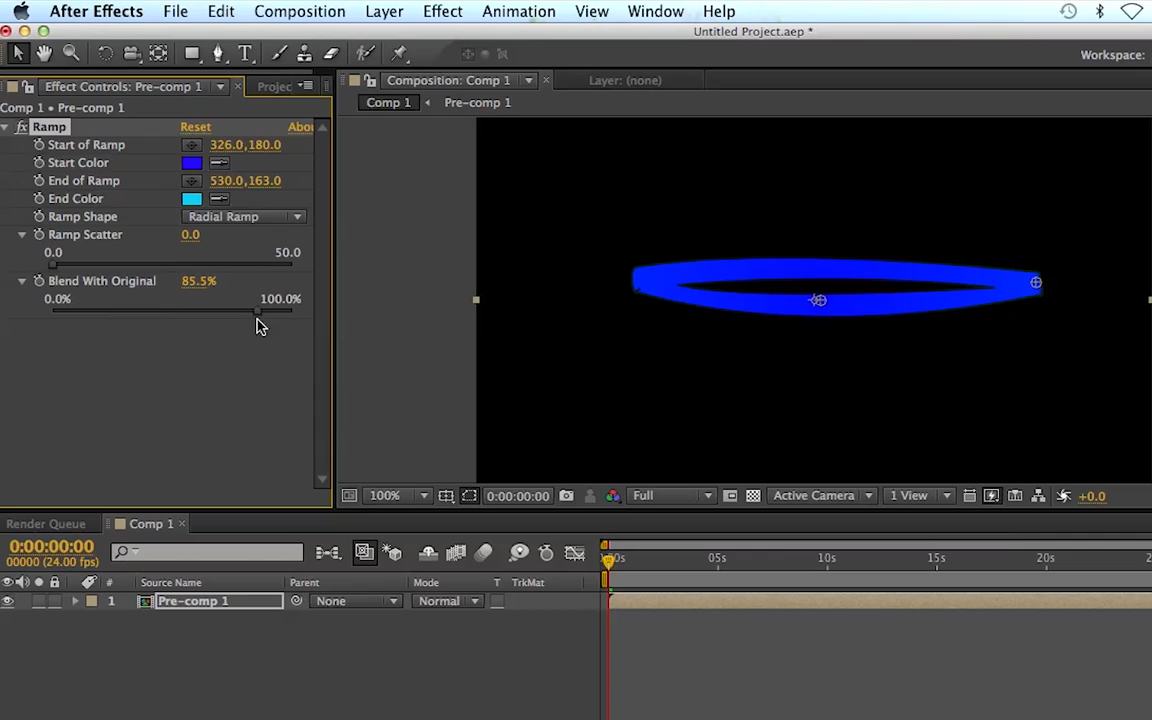 After Effects File Edit Composition Layer Effect Animation View Window Help
Untitled Project.aep *
T Workspace:
Effect Controls: Pre-comp 1 × Projec Composition: Comp 1 × Layer: (none)
Comp 1 • Pre-comp 1 Comp 1 Pre-comp 1
fx Ramp Reset Abou
Start of Ramp 326.0,180.0
Start Color
End of Ramp 530.0,163.0
End Color
Ramp Shape Radial Ramp
Ramp Scatter 0.0
0.0 50.0
Blend With Original 85.5%
0.0% 100.0%
100% 0:00:00:00 Full Active Camera 1 View +0.0
Render Queue Comp 1 ×
0:00:00:00
00000 (24.00 fps) 05s 10s 15s 20s
# Source Name Parent Mode T TrkMat
1 Pre-comp 1 None Normal